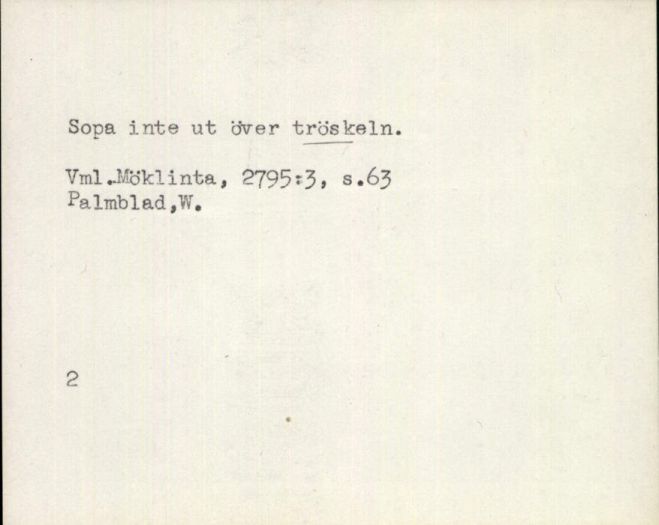 Sopa inte ut över tröskeln.
Vml.Möklinta, 2795:3, s.63
Palmblad,W.
2